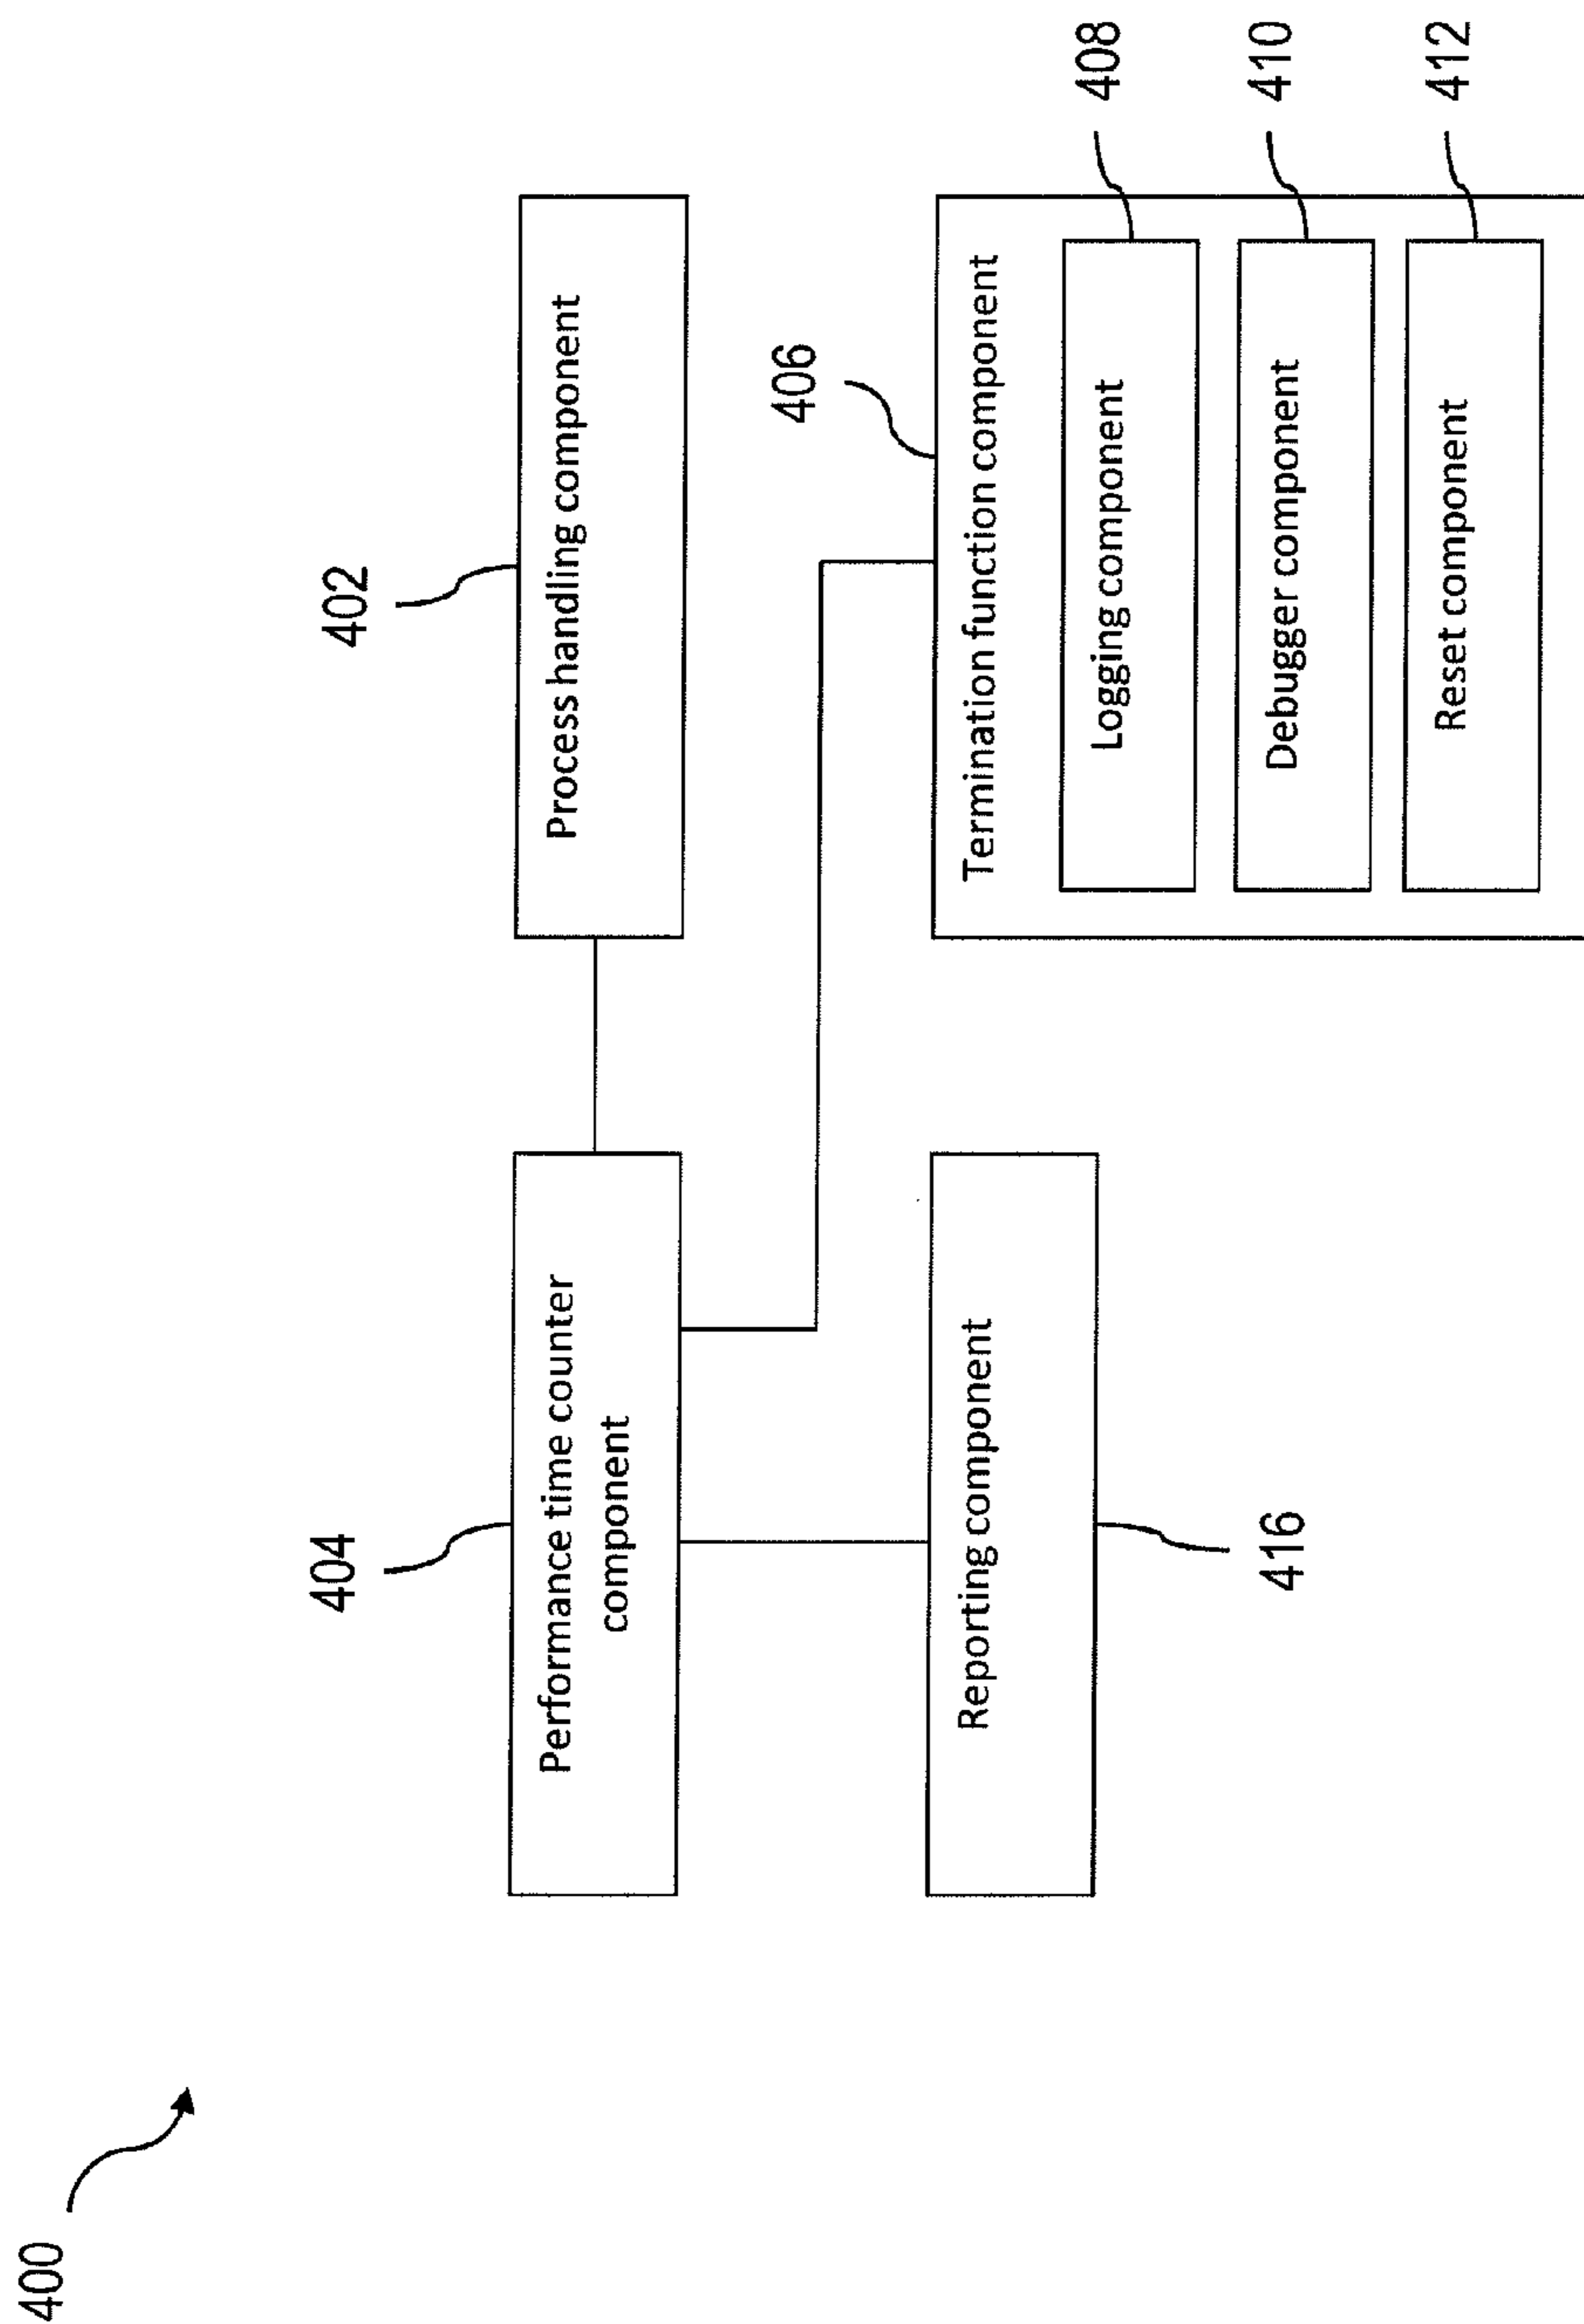 400
404
Performance time counter
component
402
Process handling component
416
Reporting component
406
Termination function component
Logging component
408
Debugger component
410
Reset component
412